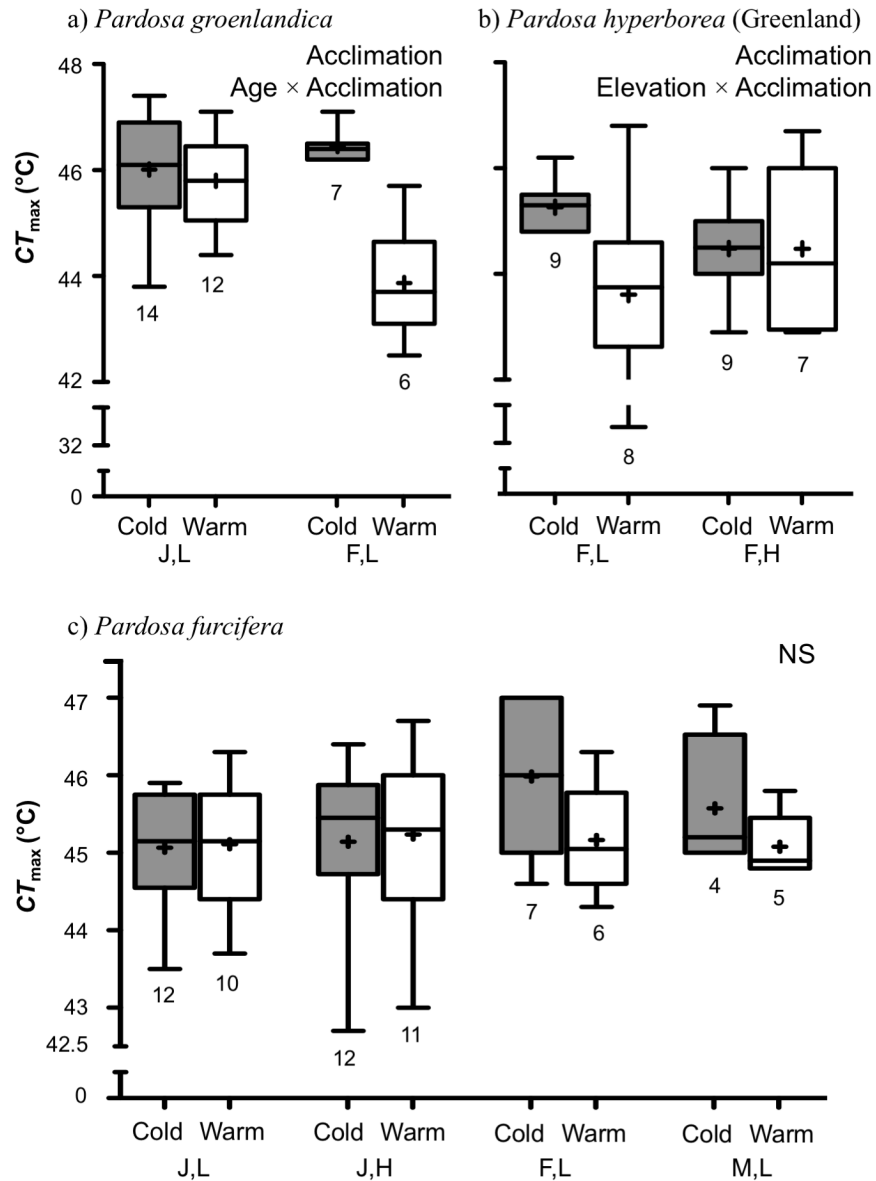 a) Pardosa groenlandica
b) Pardosa hyperborea (Greenland)
Acclimation
Age × Acclimation
Acclimation
Elevation × Acclimation
CTmax (°C)
48
46
44
42
32
0
14
12
7
6
9
8
9
7
Cold Warm Cold Warm
J,L F,L
Cold Warm Cold Warm
F,L F,H
c) Pardosa furcifera
NS
CTmax (°C)
47
46
45
44
43
42.5
0
12
10
12
11
7
6
4
5
Cold Warm Cold Warm Cold Warm Cold Warm
J,L J,H F,L M,L